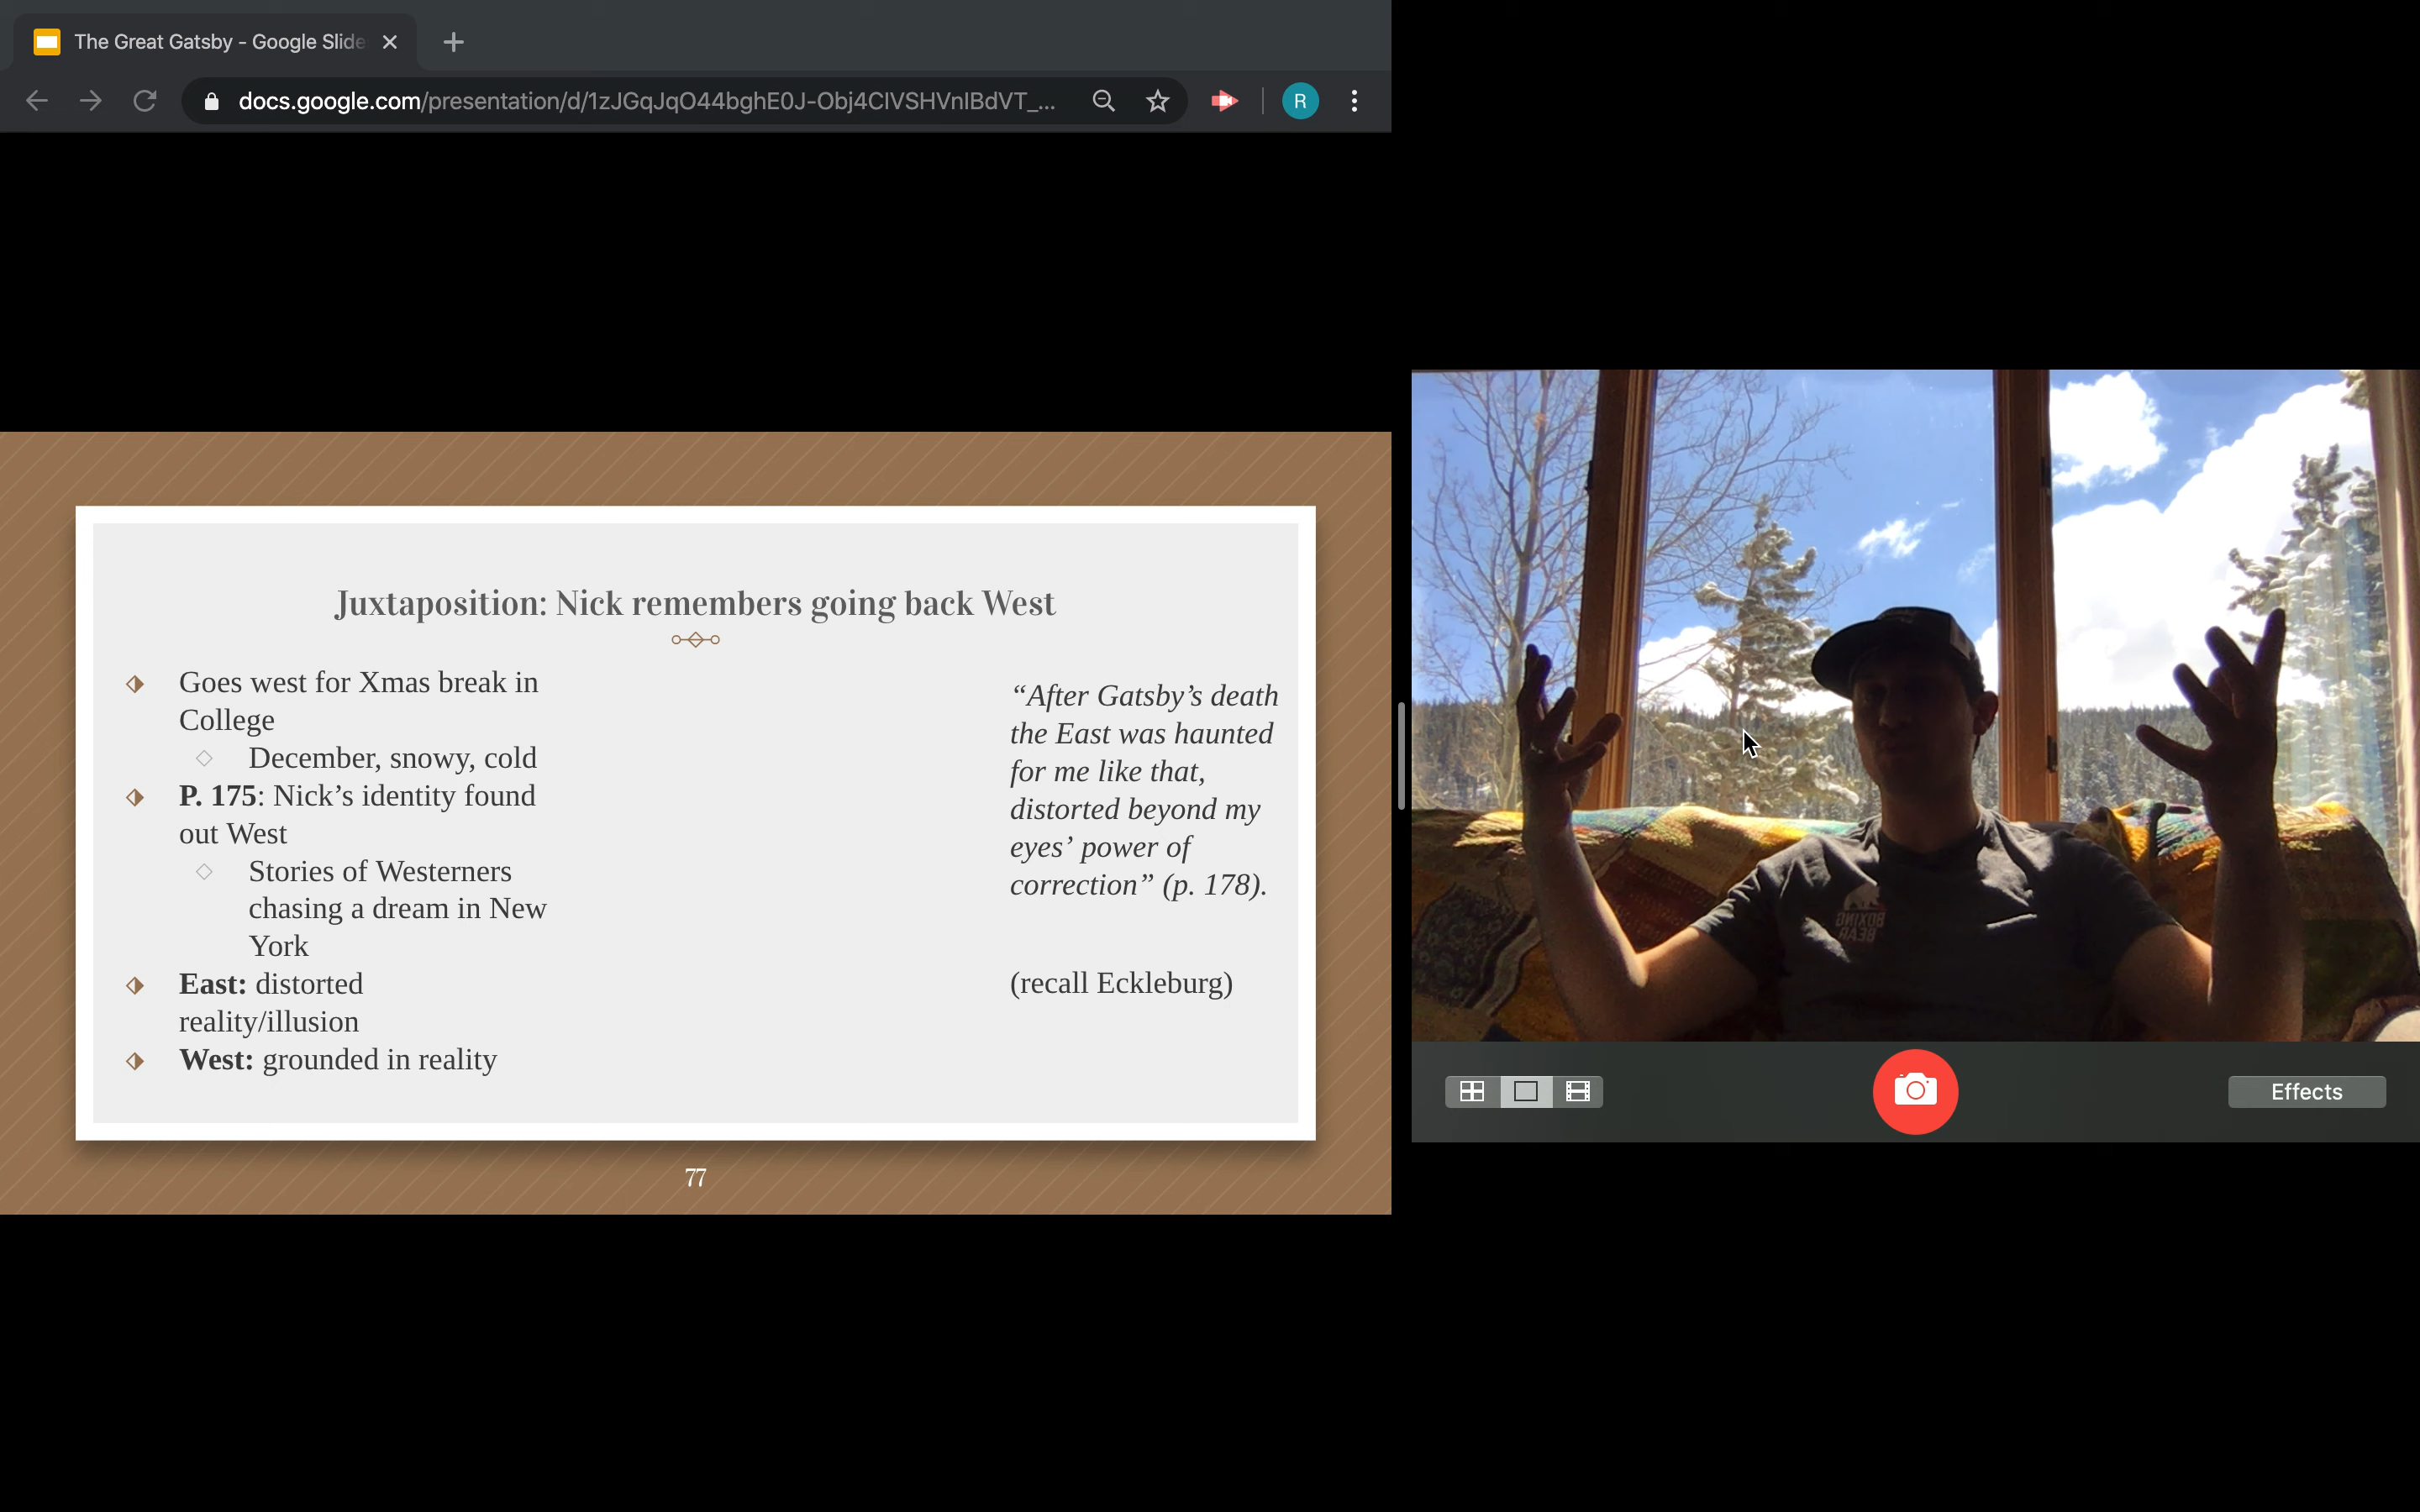 The Great Gatsby - Google Slide
docs.google.com/presentation/d/1zJGqJqO44bghE0J-Obj4CIVSHVnIBdVT_...
R
Juxtaposition: Nick remembers going back West
Goes west for Xmas break in
College
December, snowy, cold
P. 175: Nick’s identity found
out West
Stories of Westerners
chasing a dream in New
York
East: distorted
reality/illusion
West: grounded in reality
“After Gatsby’s death
the East was haunted
for me like that,
distorted beyond my
eyes’ power of
correction” (p. 178).
(recall Eckleburg)
77
BOXING
BEAR
Effects